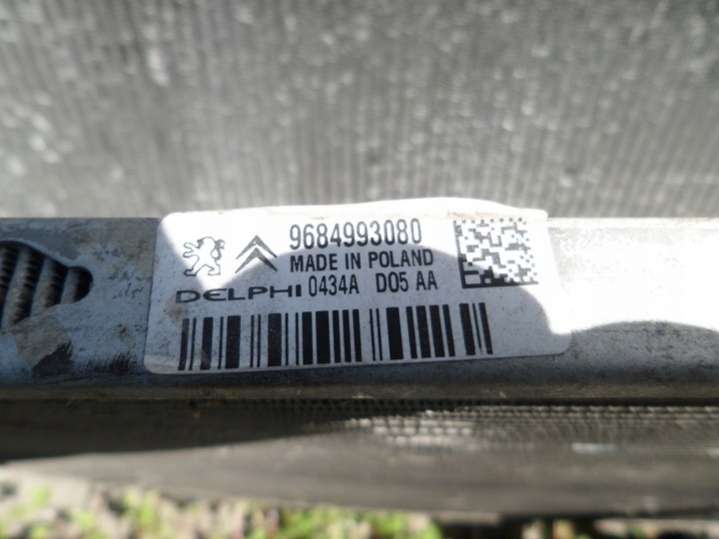 9684993080
MADE IN POLAND
DELPHI 0434A D05 AA